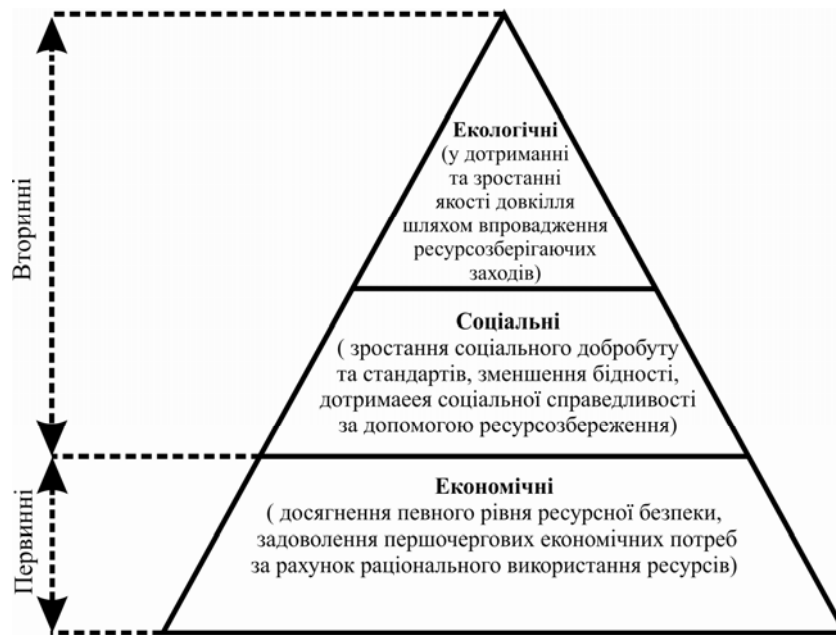 Екологічні
(у дотриманні
та зростанні
якості довкілля
шляхом впровадження
ресурсозберігаючих
заходів)
Вторинні
Соціальні
( зростання соціального добробуту
та стандартів, зменшення бідності,
дотримаеея соціальної справедливості
за допомогою ресурсозбереження)
Економічні
( досягнення певного рівня ресурсної безпеки,
задоволення першочергових економічних потреб
за рахунок раціонального використання ресурсів)
Первинні